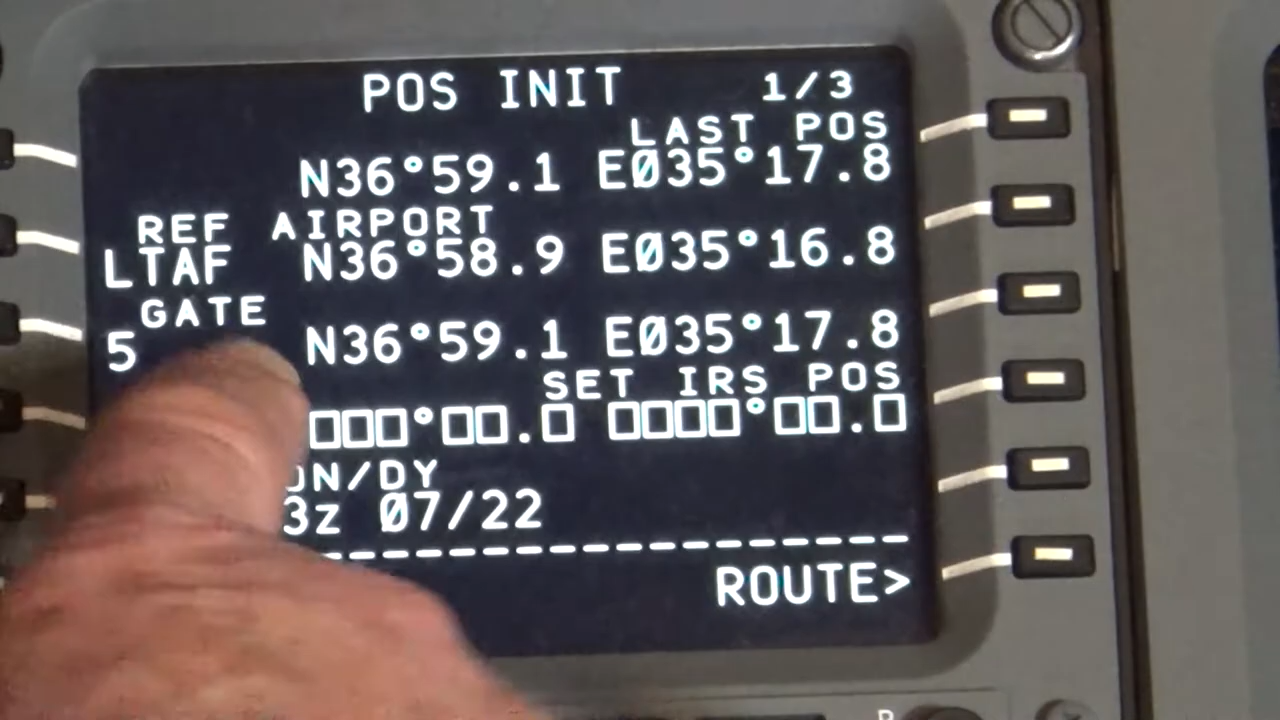 POS INIT 1/3
LAST POS
N36°59.1 E035°17.8
REF AIRPORT
LTAF N36°58.9 E035°16.8
GATE
5 N36°59.1 E035°17.8
SET IRS POS
□□□°□□.□ □□□□°□□.□
ON/DY
3z 07/22
--------------------
ROUTE>